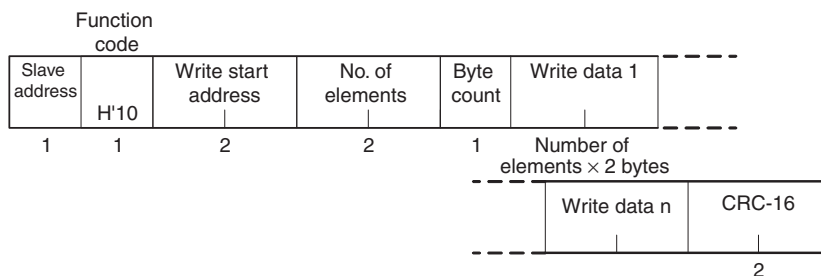 Function
code
Slave
address
H'10
Write start
address
No. of
elements
Byte
count
Write data 1
1
1
2
2
1
Number of
elements × 2 bytes
Write data n
CRC-16
2